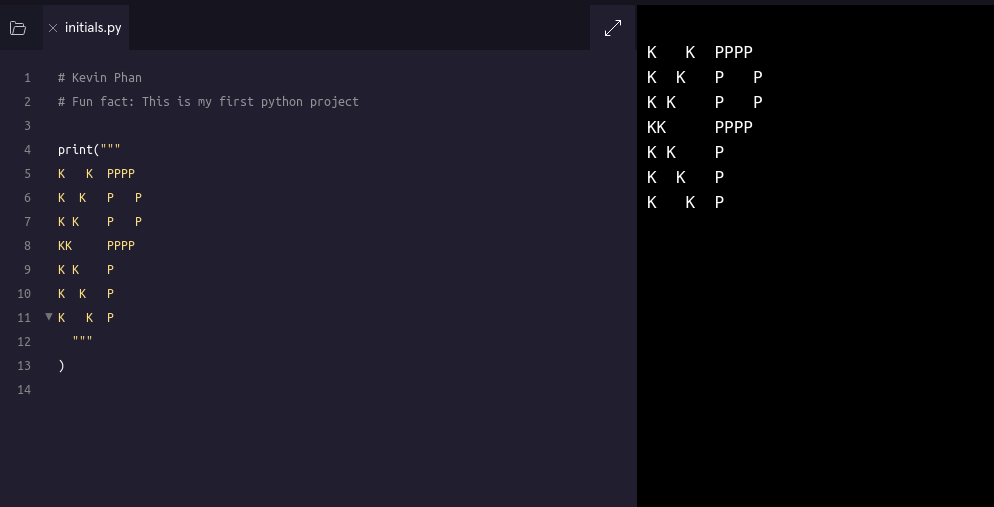 initials.py
1 # Kevin Phan
2 # Fun fact: This is my first python project
3
4 print("""
5 K   K  PPPP
6 K  K   P   P
7 K K    P   P
8 KK     PPPP
9 K K    P
10 K  K   P
11 K   K  P
12   """
13 )
14
K   K  PPPP
K  K   P   P
K K    P   P
KK     PPPP
K K    P
K  K   P
K   K  P